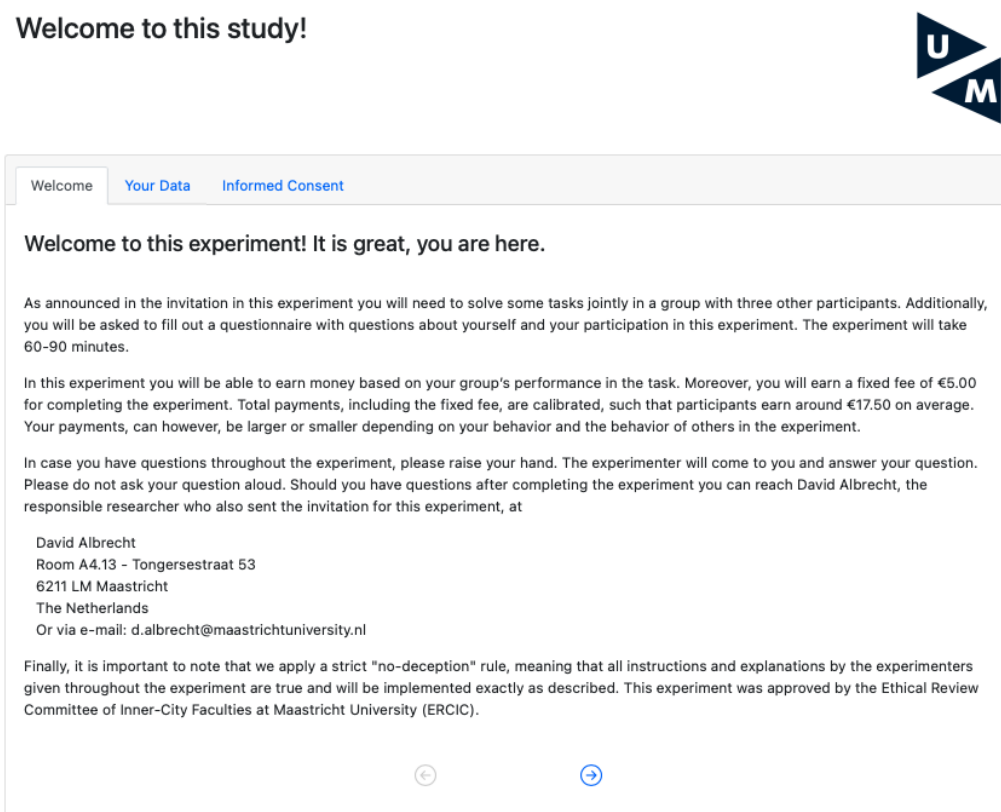 Welcome to this study!
U
M
Welcome
Your Data
Informed Consent
Welcome to this experiment! It is great, you are here.
As announced in the invitation in this experiment you will need to solve some tasks jointly in a group with three other participants. Additionally,
you will be asked to fill out a questionnaire with questions about yourself and your participation in this experiment. The experiment will take
60-90 minutes.
In this experiment you will be able to earn money based on your group's performance in the task. Moreover, you will earn a fixed fee of €5.00
for completing the experiment. Total payments, including the fixed fee, are calibrated, such that participants earn around €17.50 on average.
Your payments, can however, be larger or smaller depending on your behavior and the behavior of others in the experiment.
In case you have questions throughout the experiment, please raise your hand. The experimenter will come to you and answer your question.
Please do not ask your question aloud. Should you have questions after completing the experiment you can reach David Albrecht, the
responsible researcher who also sent the invitation for this experiment, at
David Albrecht
Room A4.13 - Tongersestraat 53
6211 LM Maastricht
The Netherlands
Or via e-mail: d.albrecht@maastrichtuniversity.nl
Finally, it is important to note that we apply a strict "no-deception" rule, meaning that all instructions and explanations by the experimenters
given throughout the experiment are true and will be implemented exactly as described. This experiment was approved by the Ethical Review
Committee of Inner-City Faculties at Maastricht University (ERCIC).